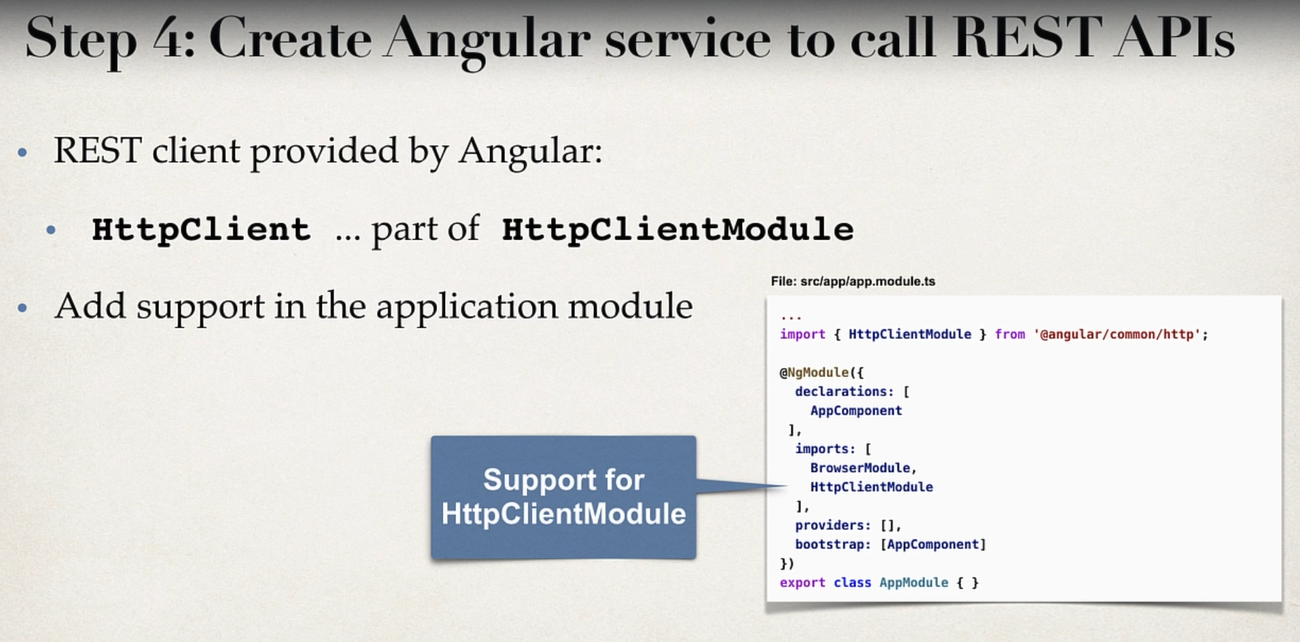 Step 4: Create Angular service to call REST APIs
• REST client provided by Angular:
• HttpClient ... part of HttpClientModule
• Add support in the application module
File: src/app/app.module.ts
...
import { HttpClientModule } from '@angular/common/http';
@NgModule({
  declarations: [
    AppComponent
 ],
  imports: [
    BrowserModule,
    HttpClientModule
  ],
  providers: [],
  bootstrap: [AppComponent]
})
export class AppModule { }
Support for
HttpClientModule